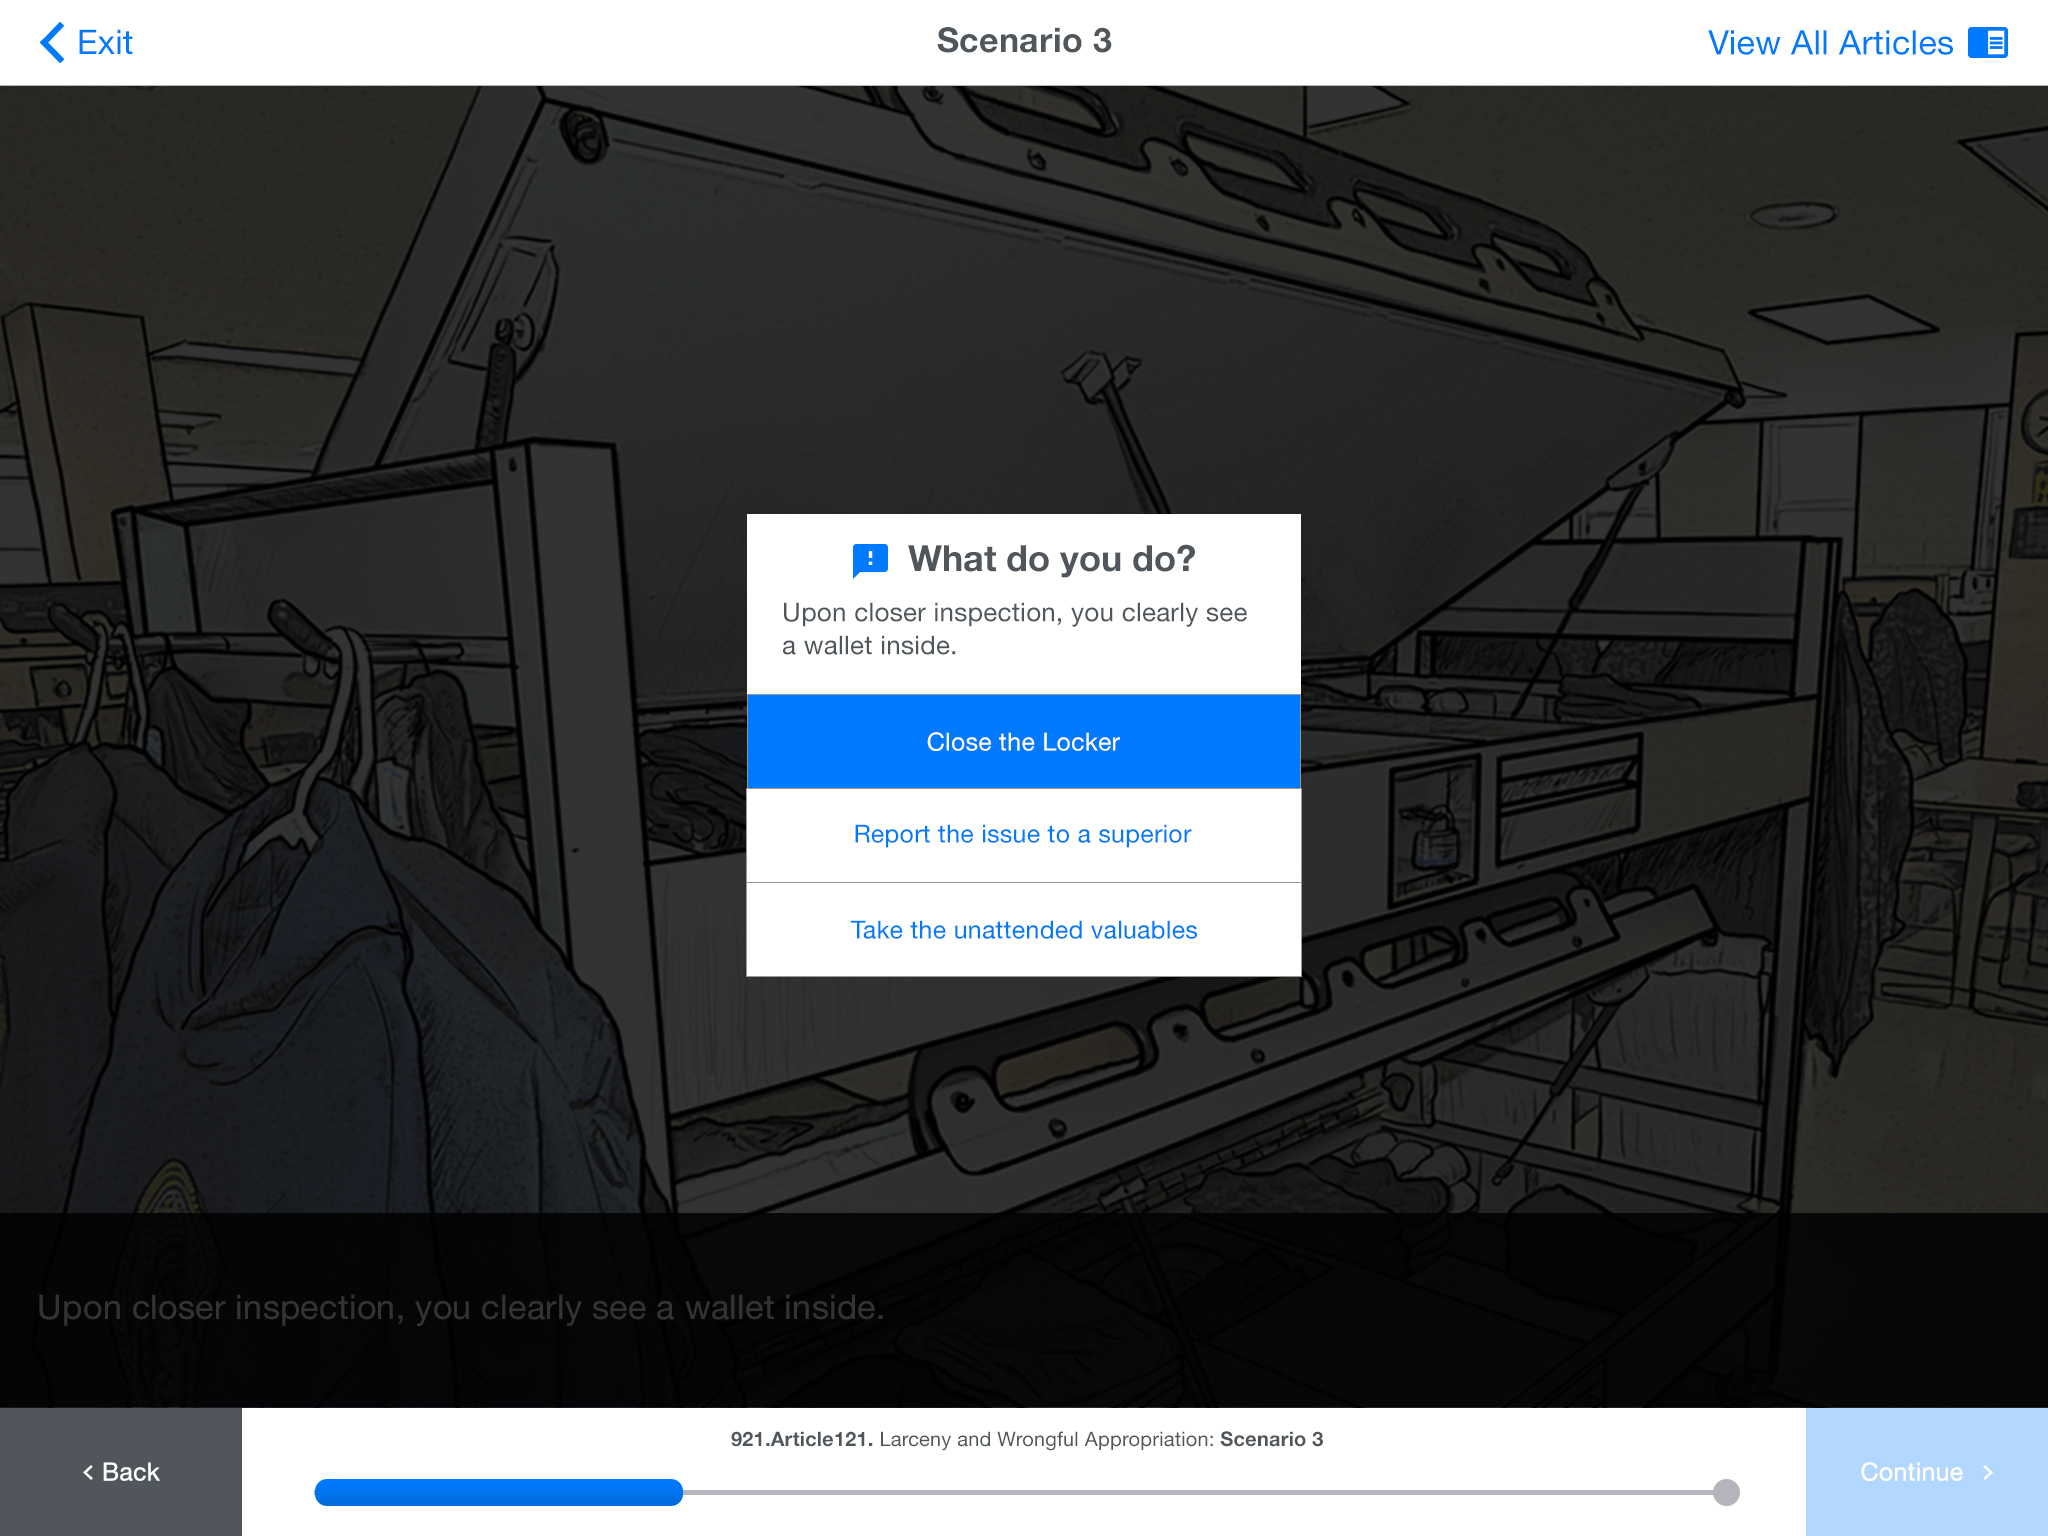 Exit
Scenario 3
View All Articles
What do you do?
Upon closer inspection, you clearly see
a wallet inside.
Close the Locker
Report the issue to a superior
Take the unattended valuables
Upon closer inspection, you clearly see a wallet inside.
Back
921.Article121. Larceny and Wrongful Appropriation: Scenario 3
Continue